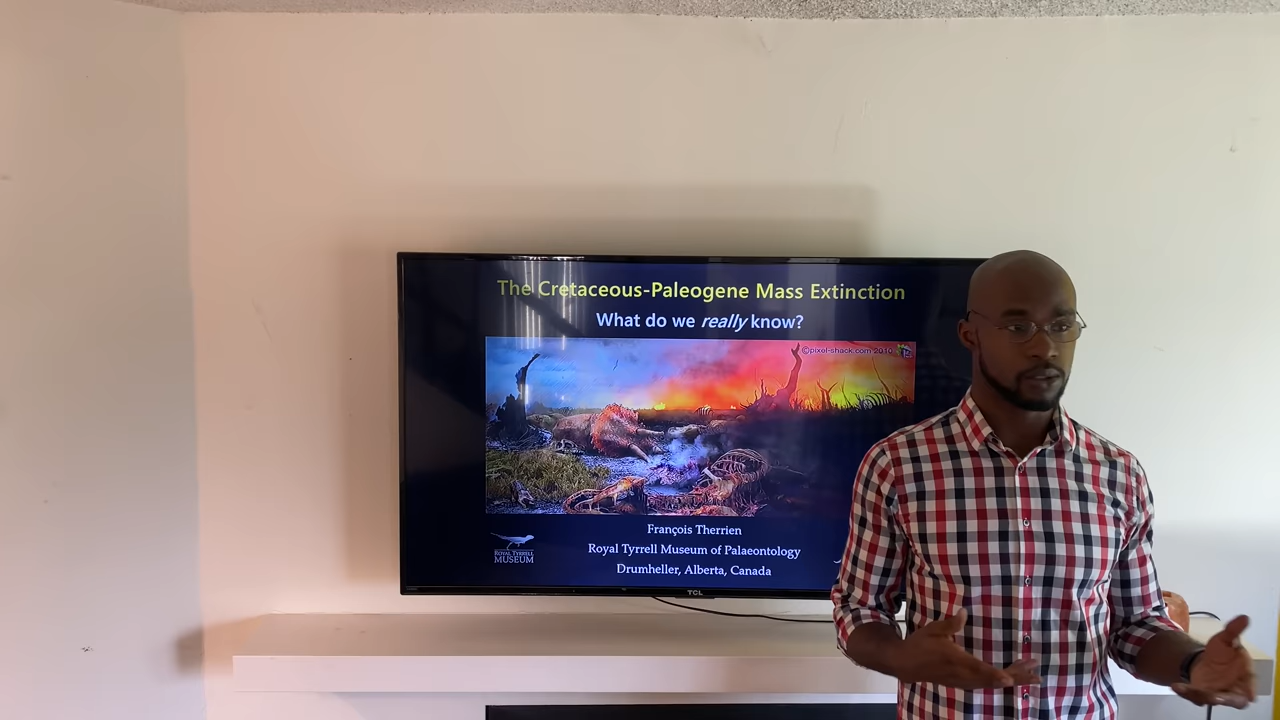 The Cretaceous-Paleogene Mass Extinction
What do we really know?
©pixel-shack.com 2010
François Therrien
Royal Tyrrell Museum of Palaeontology
Drumheller, Alberta, Canada
ROYAL TYRRELL
MUSEUM
TCL